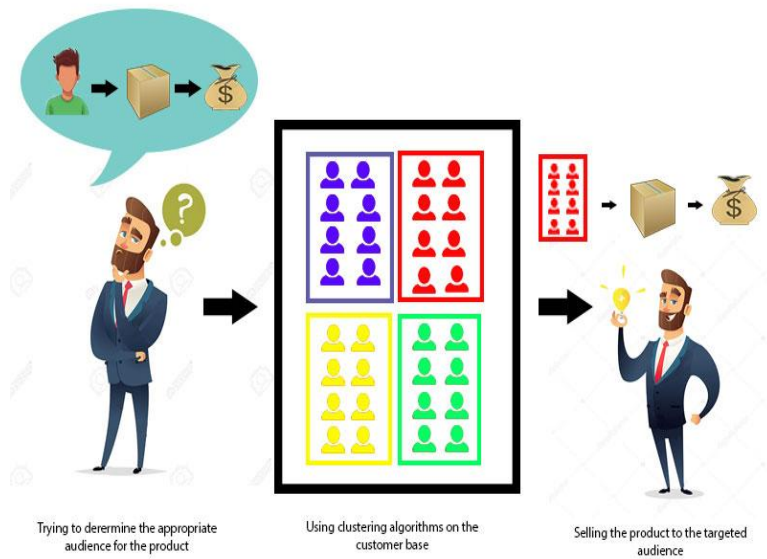 $
?
$
Trying to derermine the appropriate
audience for the product
Using clustering algorithms on the
customer base
Selling the product to the targeted
audience